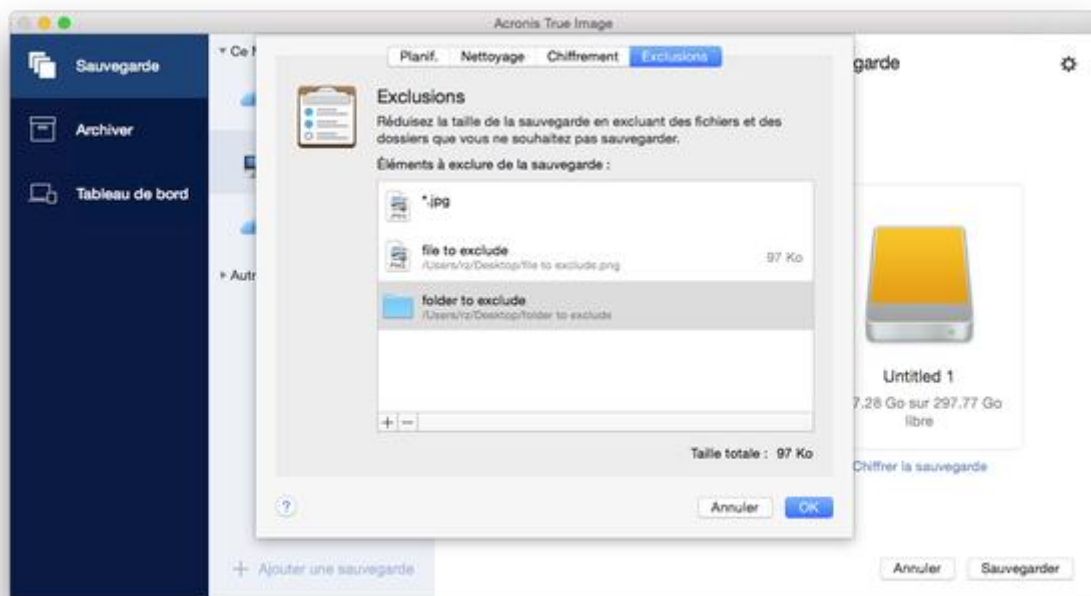 Acronis True Image
Sauvegarde
Archiver
Tableau de bord
Ce
Autr
Ajouter une sauvegarde
Planif.
Nettoyage
Chiffrement
Exclusions
Exclusions
Réduisez la taille de la sauvegarde en excluant des fichiers et des
dossiers que vous ne souhaitez pas sauvegarder.
Éléments à exclure de la sauvegarde :
*.jpg
file to exclude
/Users/rz/Desktop/file to exclude.png
97 Ko
folder to exclude
/Users/rz/Desktop/folder to exclude
+ −
Taille totale : 97 Ko
?
Annuler
OK
garde
Untitled 1
7.28 Go sur 297.77 Go
libre
Chiffrer la sauvegarde
Annuler
Sauvegarder